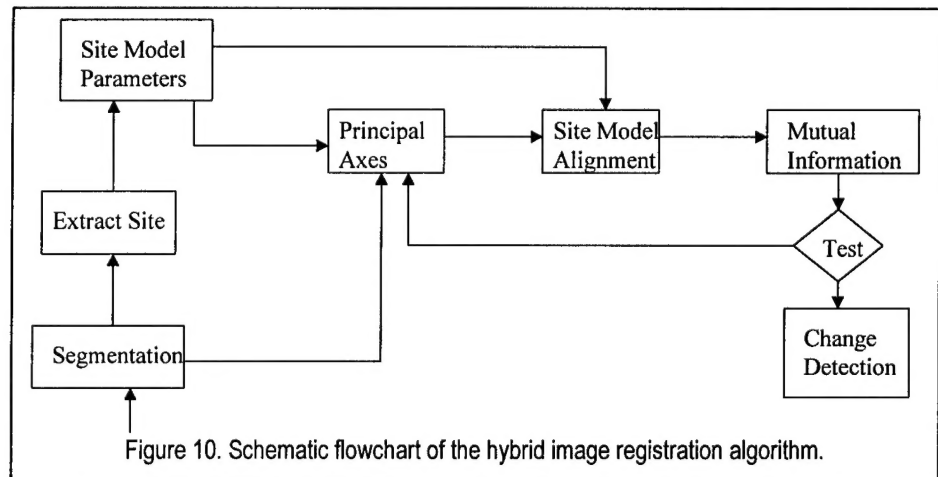 Site Model
Parameters
Principal
Axes
Site Model
Alignment
Mutual
Information
Extract Site
Test
Segmentation
Change
Detection
Figure 10. Schematic flowchart of the hybrid image registration algorithm.